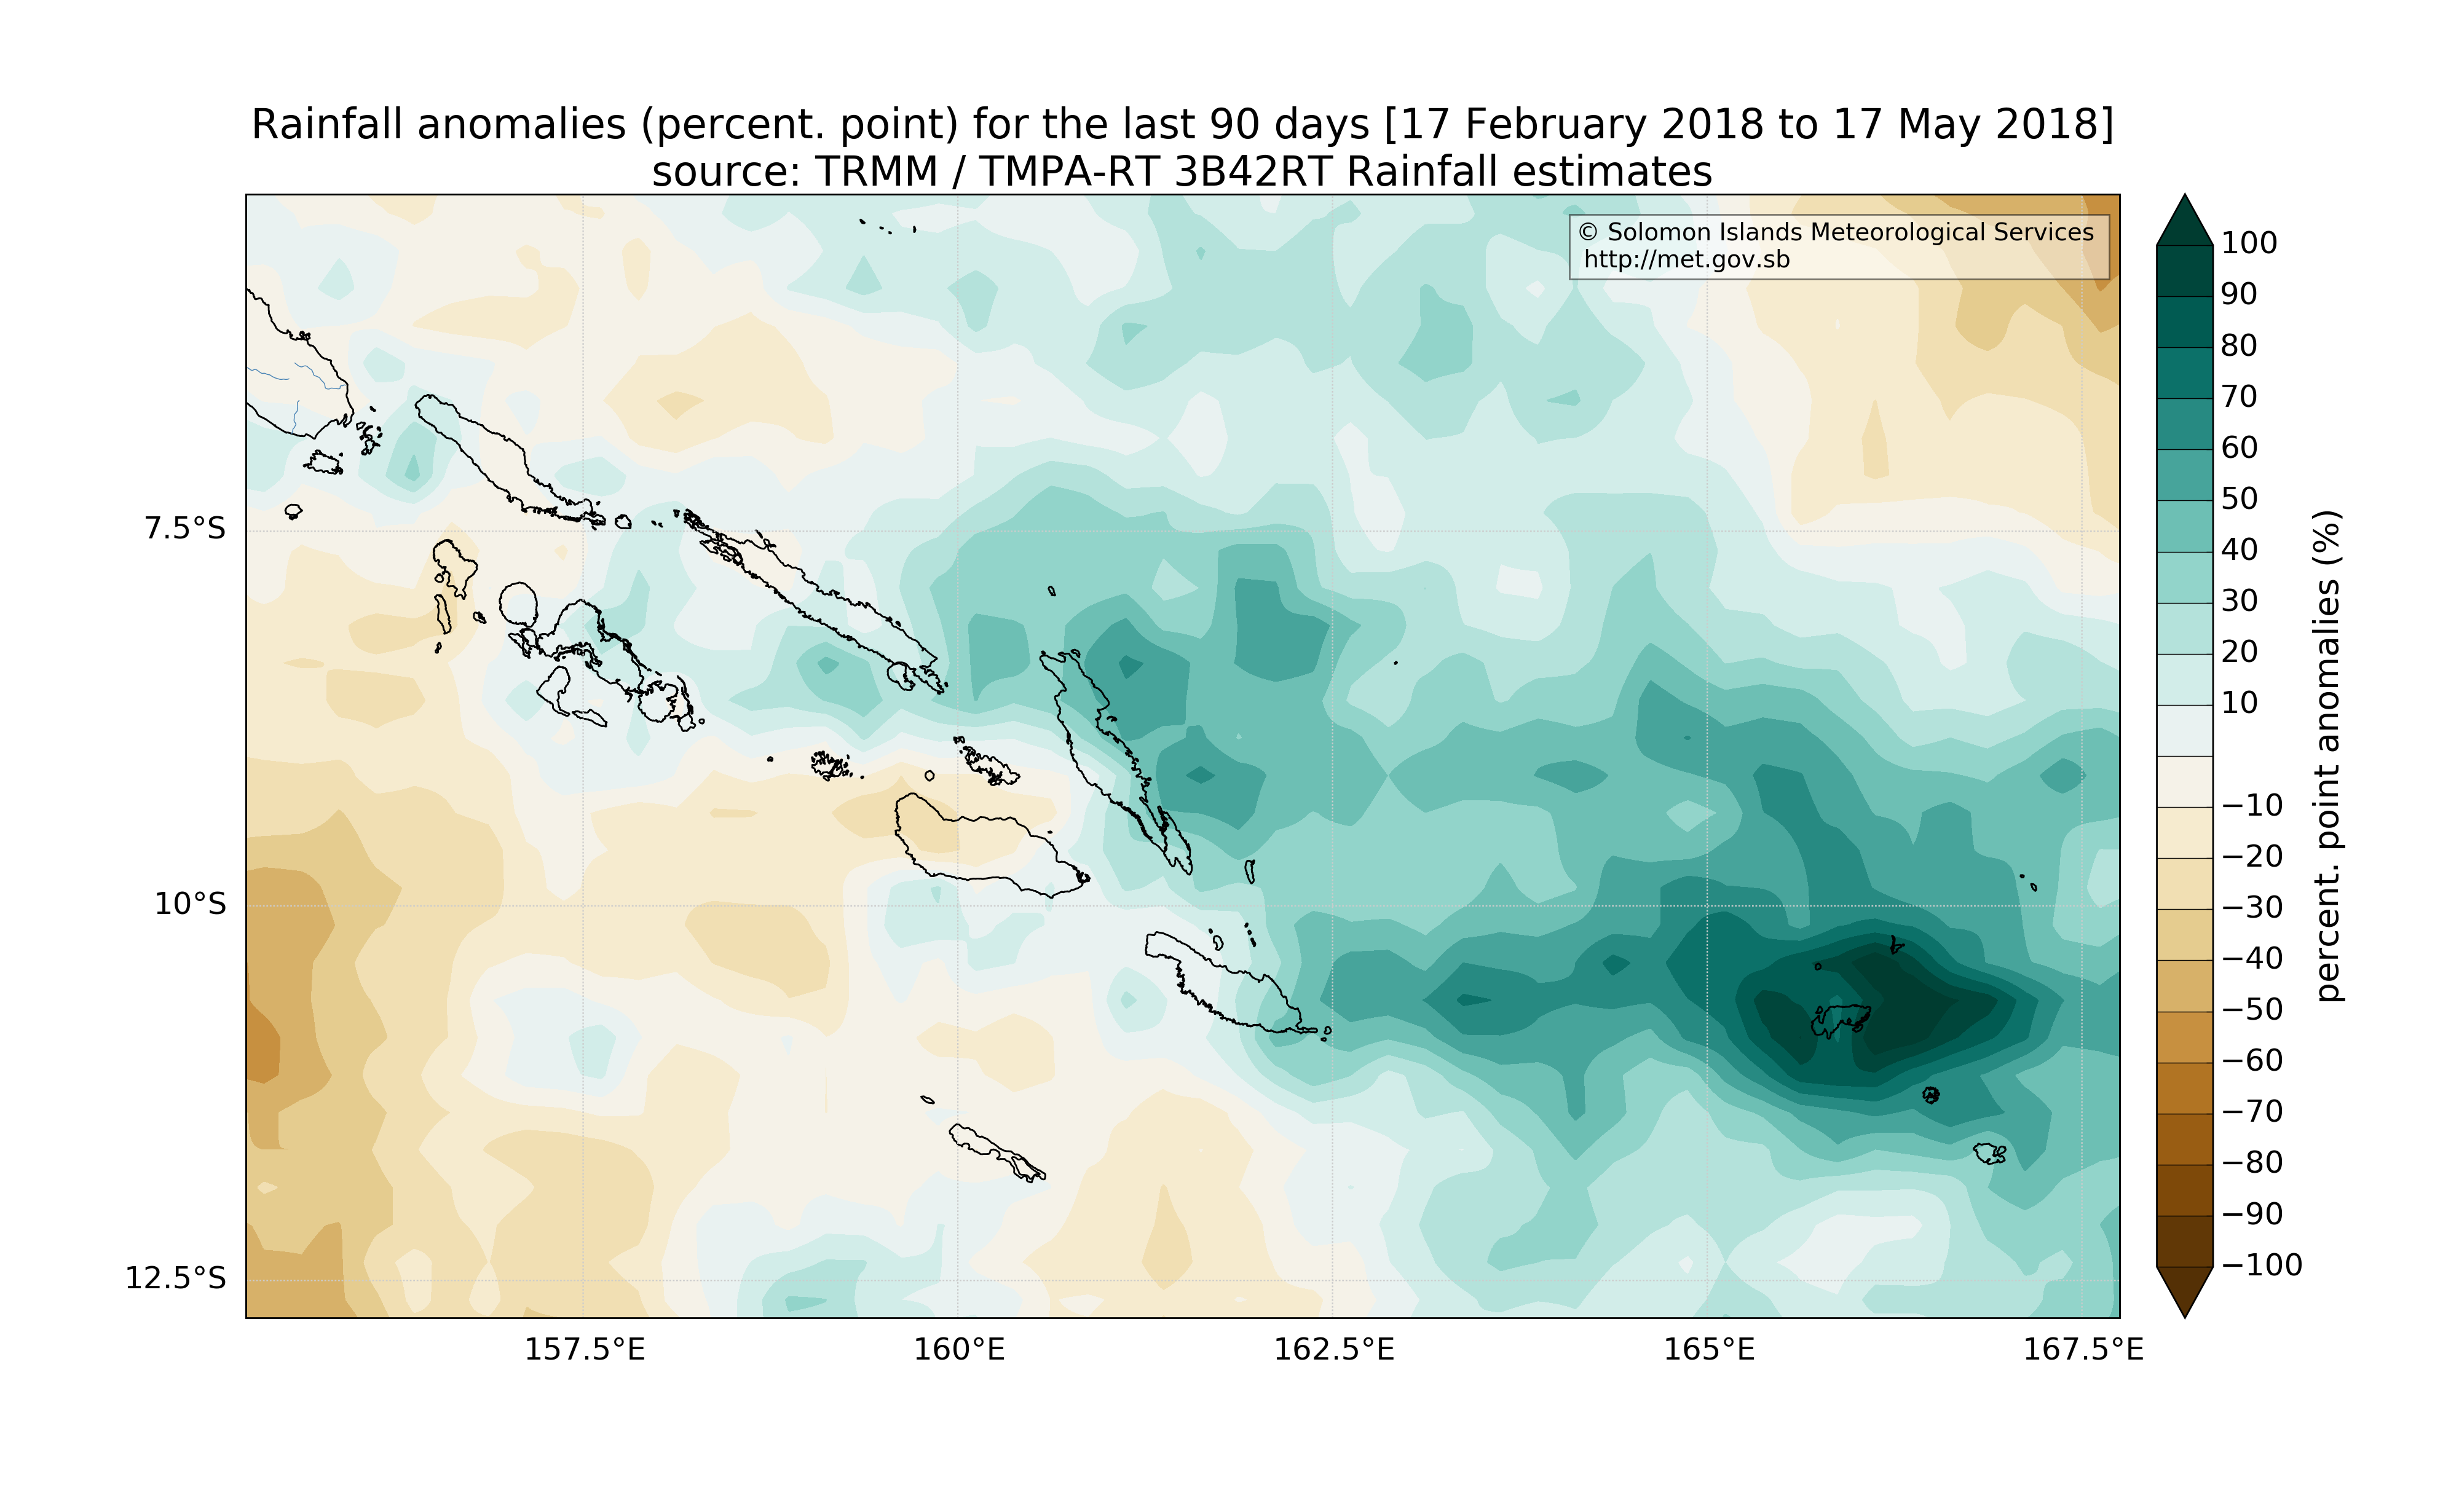 Rainfall anomalies (percent. point) for the last 90 days [17 February 2018 to 17 May 2018]
source: TRMM / TMPA-RT 3B42RT Rainfall estimates
© Solomon Islands Meteorological Services
http://met.gov.sb
7.5°S
10°S
12.5°S
157.5°E
160°E
162.5°E
165°E
167.5°E
100
90
80
70
60
50
40
30
20
10
−10
−20
−30
−40
−50
−60
−70
−80
−90
−100
percent. point anomalies (%)